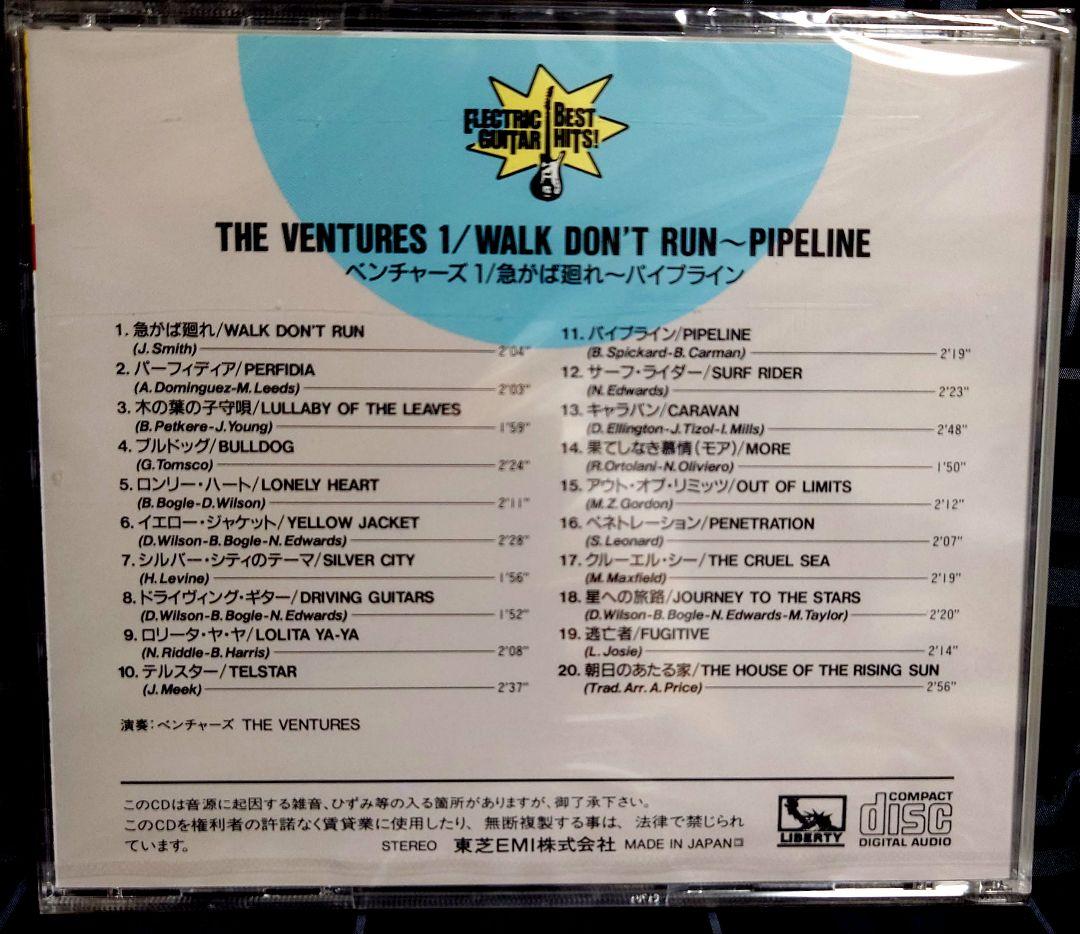 ELECTRIC GUITAR BEST HITS!
THE VENTURES 1/WALK DON'T RUN～PIPELINE
ベンチャーズ 1/急がば廻れ～パイプライン
1. 急がば廻れ/WALK DON'T RUN
(J. Smith) 2'04"
2. パーフィディア/PERFIDIA
(A. Dominguez-M. Leeds) 2'03"
3. 木の葉の子守唄/LULLABY OF THE LEAVES
(B. Petkere-J. Young) 1'59"
4. ブルドッグ/BULLDOG
(G. Tomsco) 2'24"
5. ロンリー・ハート/LONELY HEART
(B. Bogle-D. Wilson) 2'11"
6. イエロー・ジャケット/YELLOW JACKET
(D. Wilson-B. Bogle-N. Edwards) 2'28"
7. シルバー・シティのテーマ/SILVER CITY
(H. Levine) 1'56"
8. ドライヴィング・ギター/DRIVING GUITARS
(D. Wilson-B. Bogle-N. Edwards) 1'52"
9. ロリータ・ヤ・ヤ/LOLITA YA-YA
(N. Riddle-B. Harris) 2'08"
10. テルスター/TELSTAR
(J. Meek) 2'37"
11. パイプライン/PIPELINE
(B. Spickard-B. Carman) 2'19"
12. サーフ・ライダー/SURF RIDER
(N. Edwards) 2'23"
13. キャラバン/CARAVAN
(D. Ellington-J. Tizol-I. Mills) 2'48"
14. 果てしなき慕情(モア)/MORE
(R. Ortolani-N. Oliviero) 1'50"
15. アウト・オブ・リミッツ/OUT OF LIMITS
(M. Z. Gordon) 2'12"
16. ペネトレーション/PENETRATION
(S. Leonard) 2'07"
17. クルーエル・シー/THE CRUEL SEA
(M. Maxfield) 2'19"
18. 星への旅路/JOURNEY TO THE STARS
(D. Wilson-B. Bogle-N. Edwards-M. Taylor) 2'20"
19. 逃亡者/FUGITIVE
(L. Josie) 2'14"
20. 朝日のあたる家/THE HOUSE OF THE RISING SUN
(Trad. Arr. A. Price) 2'56"
演奏：ベンチャーズ THE VENTURES
このCDは音源に起因する雑音、ひずみ等の入る箇所がありますが、御了承下さい。
このCDを権利者の許諾なく賃貸業に使用したり、無断複製する事は、法律で禁じられ
ています。
STEREO 東芝EMI株式会社 MADE IN JAPAN
LIBERTY
COMPACT
disc
DIGITAL AUDIO